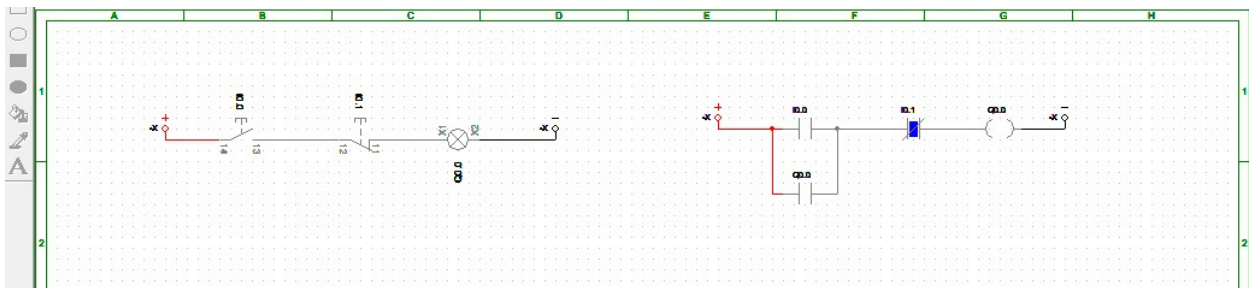 A B C D E F G H
1 1
+ -X
I0.0
14 13
I0.1
12 11
X1 X2
Q0.0
- -X
+ -X
I0.0
I0.1
Q0.0
- -X
Q0.0
A
2 2